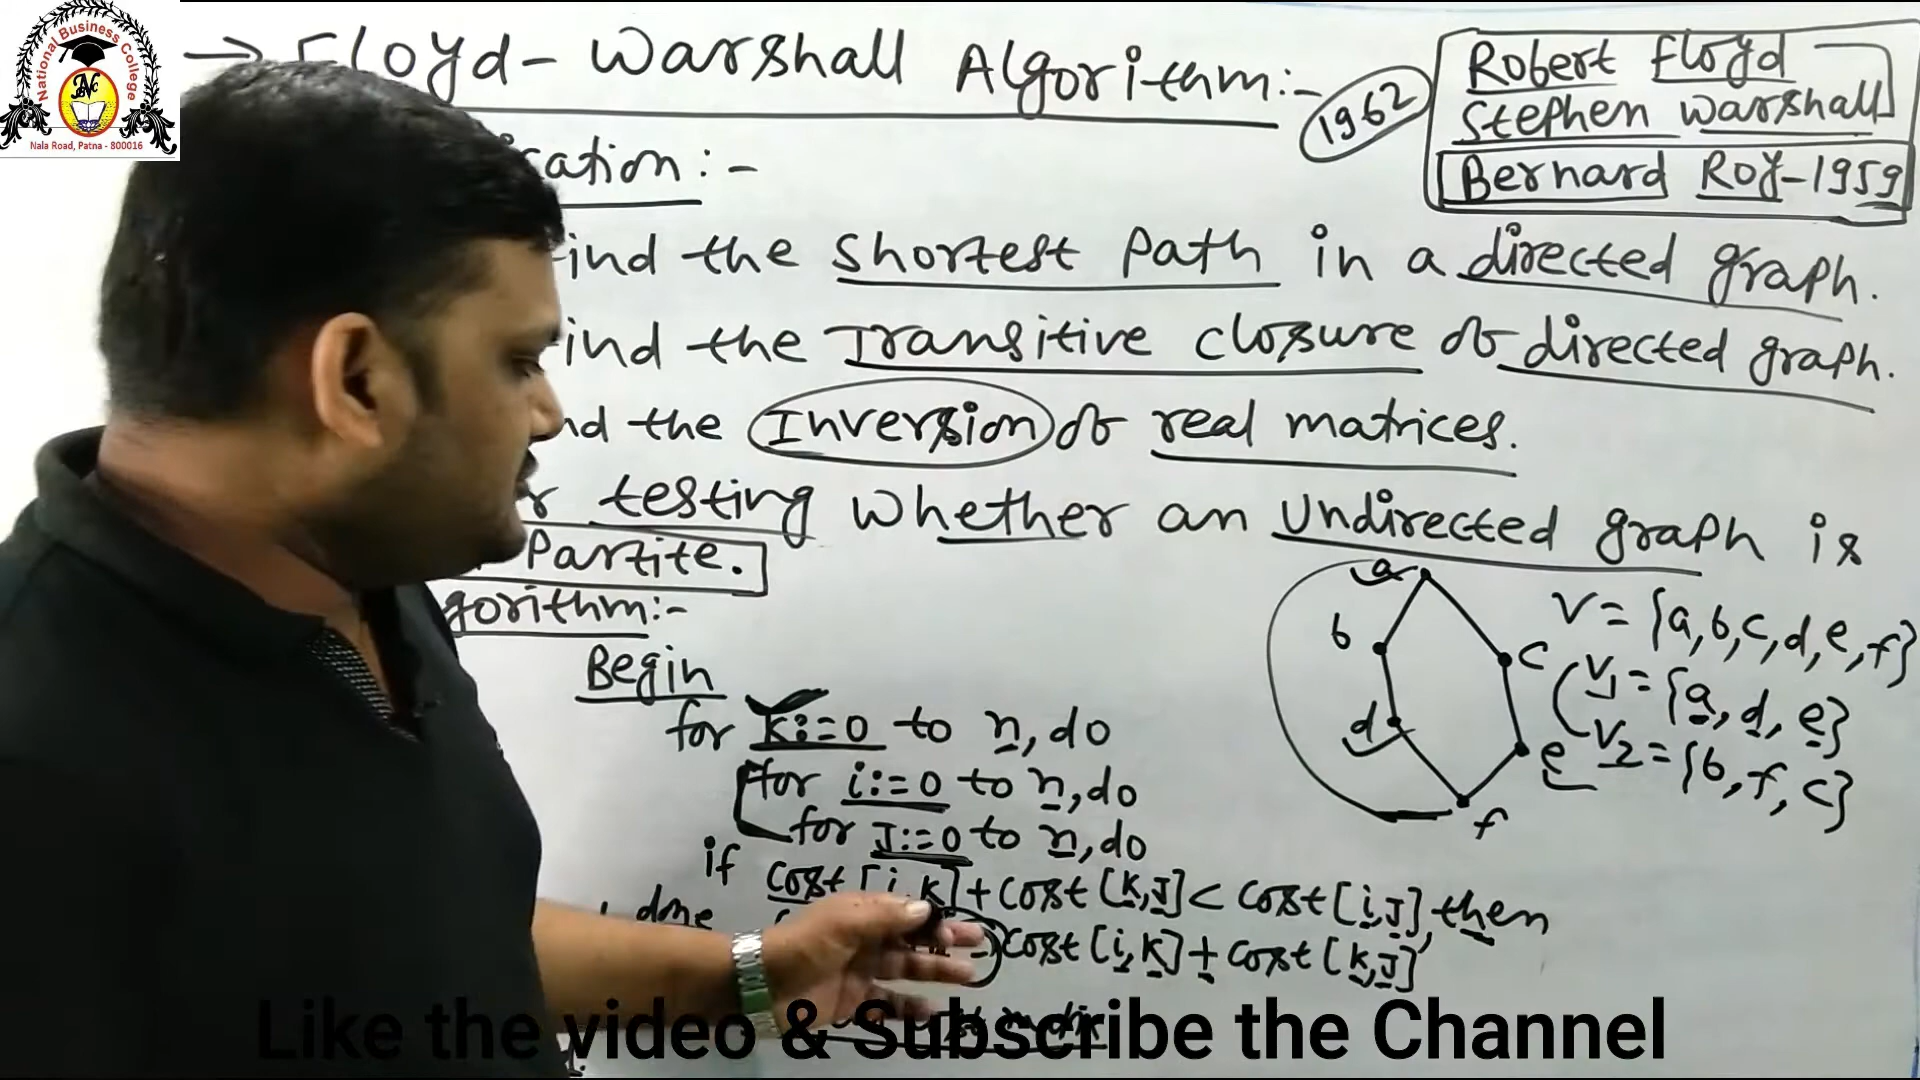 National Business College
NBC
Nala Road, Patna - 800016
→ Floyd - Warshall Algorithm:-
1962
Robert Floyd
Stephen Warshall
Bernard Roy-1959
ication:-
ind the shortest Path in a directed graph.
ind the Transitive closure of directed graph.
nd the Inversion of real matrices.
r testing whether an Undirected graph is
Partite.
gorithm:-
Begin
for K:=0 to n, do
for i:=0 to n, do
for J:=0 to n, do
if cost [i,K]+cost [K,J] < cost [i,J], then
done
cost [i,K]+cost [K,J]
a
b
c
d
e
f
V = {a,b,c,d,e,f}
V1 = {a,d,e}
V2 = {b,f,c}
Like the video & Subscribe the Channel